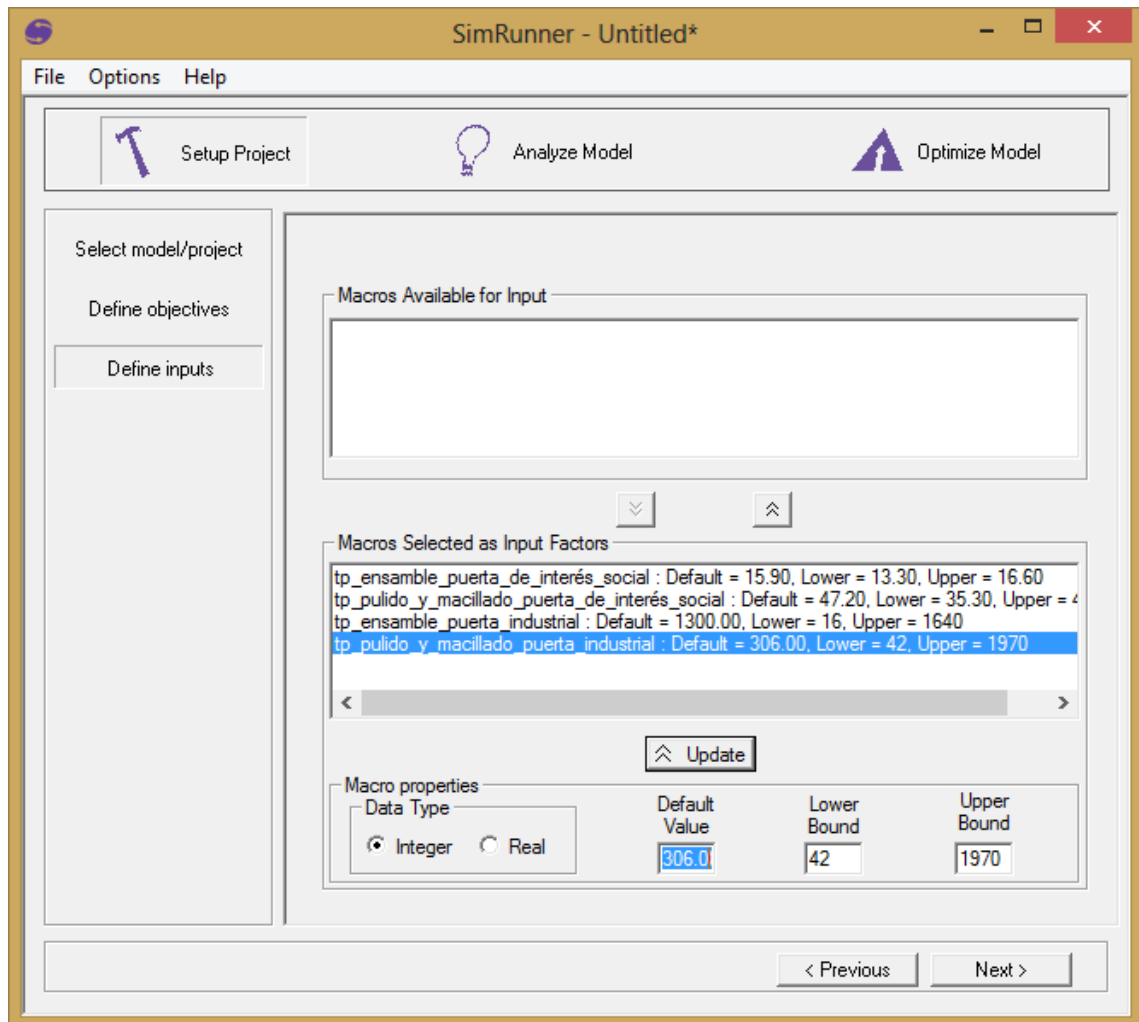 SimRunner - Untitled*
File Options Help
Setup Project Analyze Model Optimize Model
Select model/project
Define objectives
Define inputs
Macros Available for Input
Macros Selected as Input Factors
tp_ensamble_puerta_de_interés_social : Default = 15.90, Lower = 13.30, Upper = 16.60
tp_pulido_y_macillado_puerta_de_interés_social : Default = 47.20, Lower = 35.30, Upper =
tp_ensamble_puerta_industrial : Default = 1300.00, Lower = 16, Upper = 1640
tp_pulido_y_macillado_puerta_industrial : Default = 306.00, Lower = 42, Upper = 1970
Update
Macro properties
Data Type
Integer Real
Default Value
Lower Bound
Upper Bound
306.0
42
1970
< Previous Next >